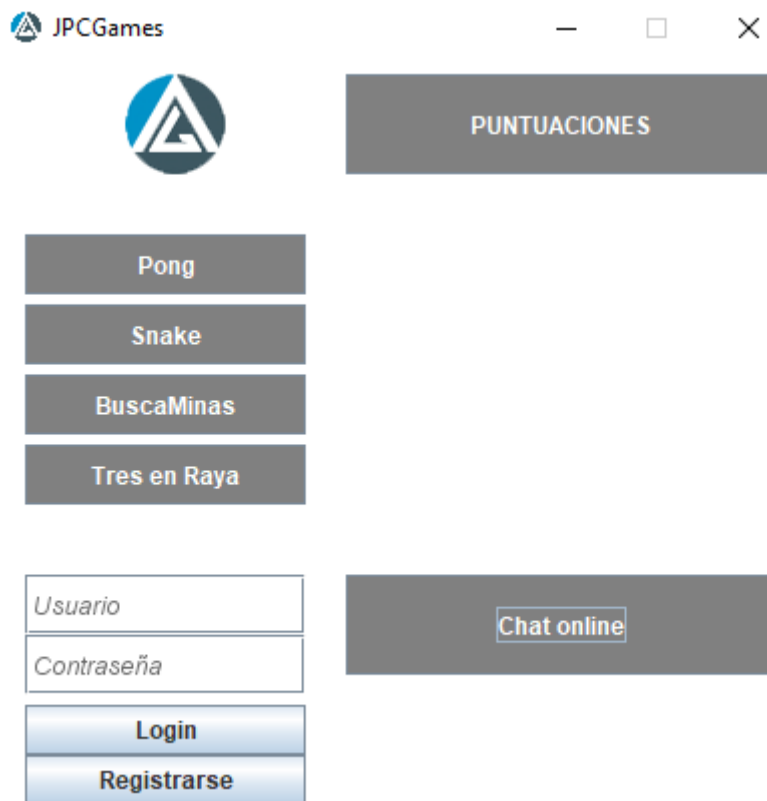 JPCGames
PUNTUACIONES
Pong
Snake
BuscaMinas
Tres en Raya
Usuario
Contraseña
Login
Registrarse
Chat online